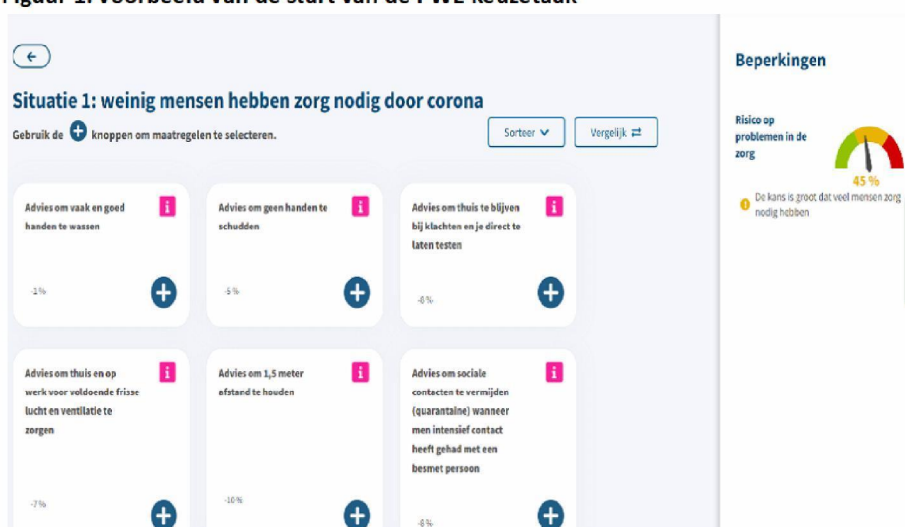 Figuur 1. Voorbeeld van de start van de PWE-keuzetaak
Situatie 1: weinig mensen hebben zorg nodig door corona
Gebruik de + knoppen om maatregelen te selecteren.
Sorteer
Vergelijk
Advies om vaak en goed
handen te wassen
i
Advies om geen handen te
schudden
i
Advies om thuis te blijven
bij klachten en je direct te
laten testen
i
-5 %
Advies om thuis en op
werk voor voldoende frisse
lucht en ventilatie te
zorgen
i
-7 %
Advies om 1,5 meter
afstand te houden
i
-10 %
Advies om sociale
contacten te vermijden
(quarantaine) wanneer
men intensief contact
heeft gehad met een
besmet persoon
i
Beperkingen
Risico op
problemen in de
zorg
45 %
De kans is groot dat veel mensen zorg
nodig hebben